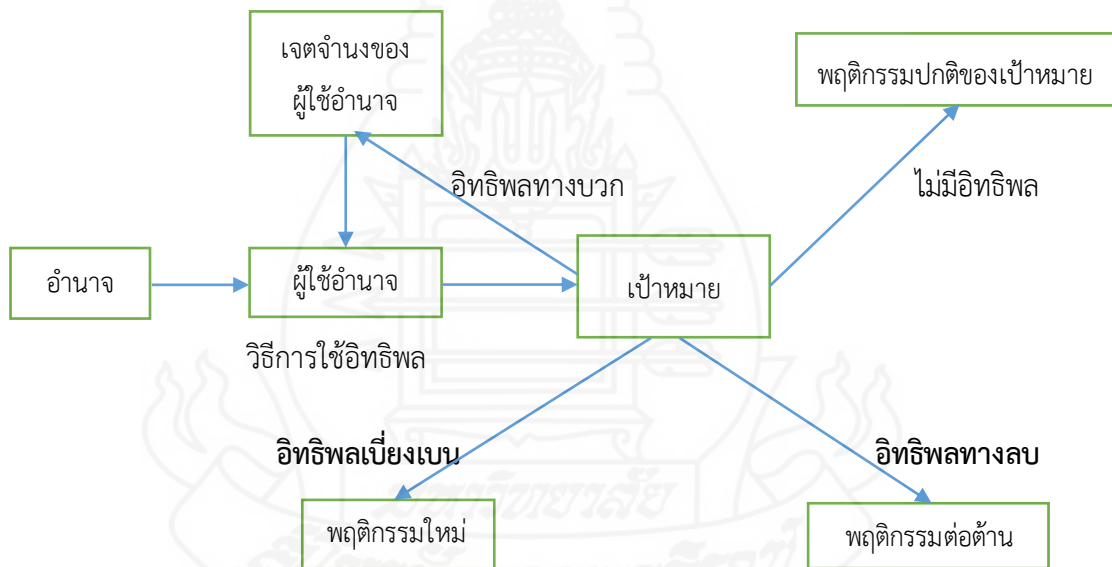 เจตจำนงของ
ผู้ใช้อำนาจ
พฤติกรรมปกติของเป้าหมาย
อิทธิพลทางบวก
ไม่มีอิทธิพล
อำนาจ
ผู้ใช้อำนาจ
เป้าหมาย
วิธีการใช้อิทธิพล
อิทธิพลเบี่ยงเบน
อิทธิพลทางลบ
พฤติกรรมใหม่
พฤติกรรมต่อต้าน